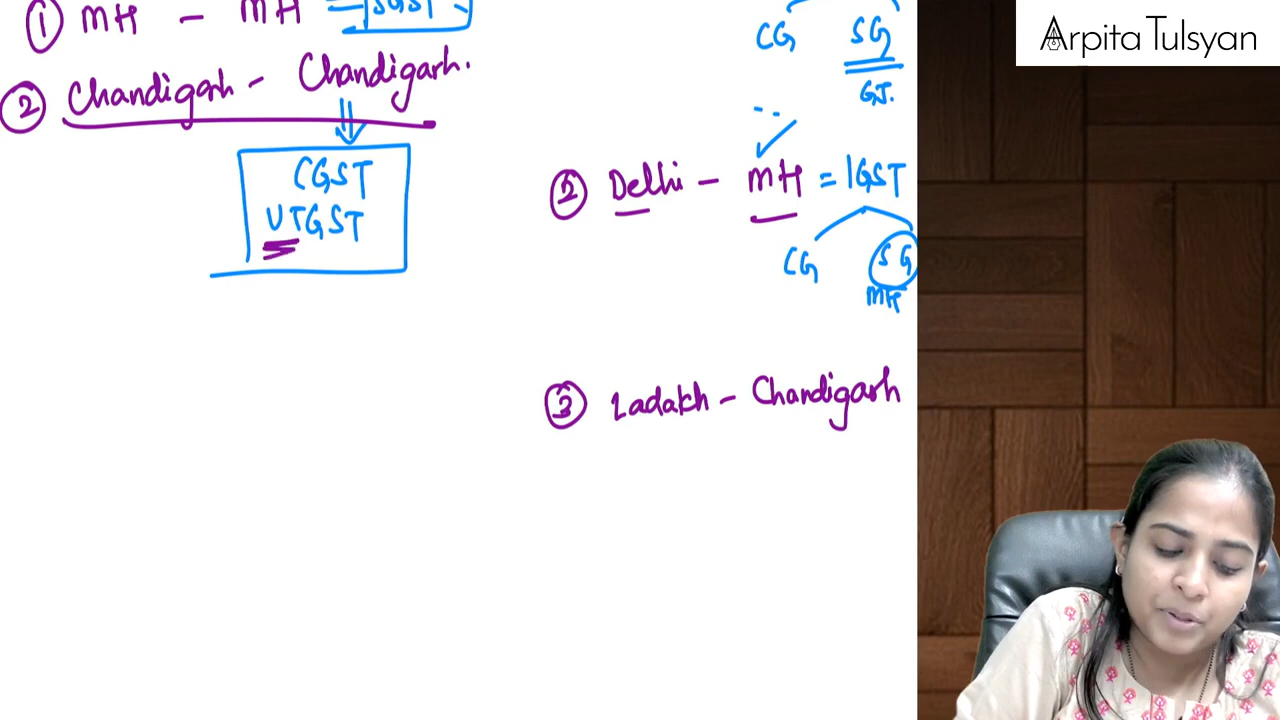 ① MH - MH = SGST
② Chandigarh - Chandigarh.
CGST
UTGST
CG SG
GJ.
② Delhi - MH = IGST
CG SG
MH
③ Ladakh - Chandigarh
Arpita Tulsyan